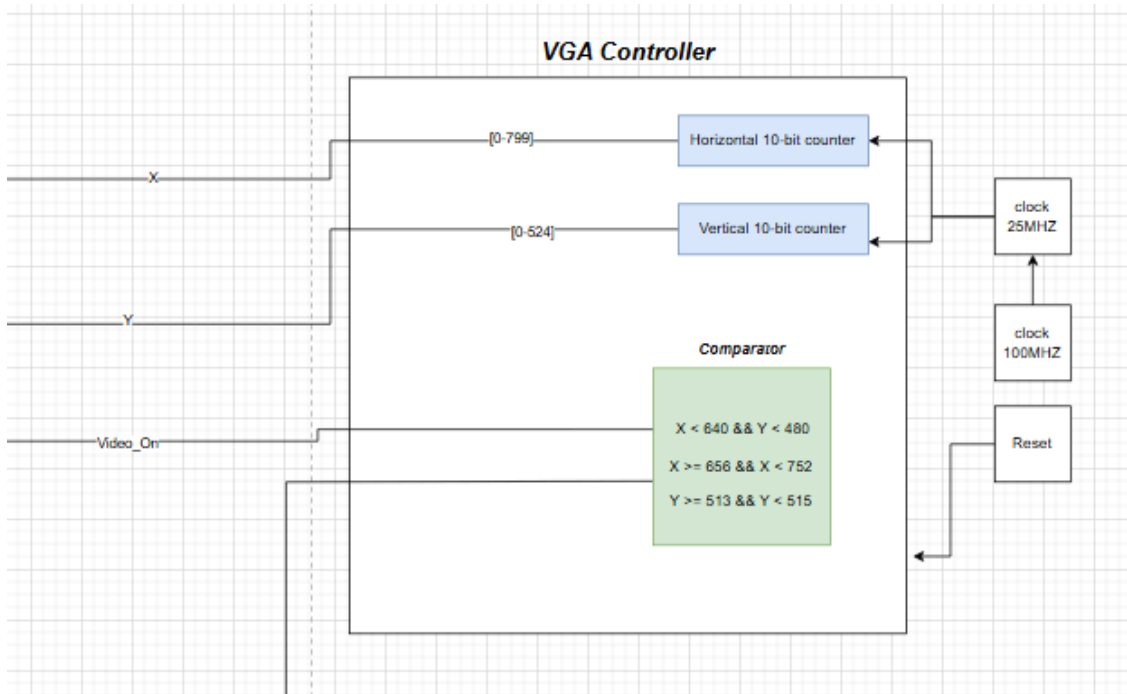 VGA Controller
[0-799]
Horizontal 10-bit counter
X
clock
25MHZ
[0-524]
Vertical 10-bit counter
Y
clock
100MHZ
Comparator
X < 640 && Y < 480
Video_On
X >= 656 && X < 752
Y >= 513 && Y < 515
Reset